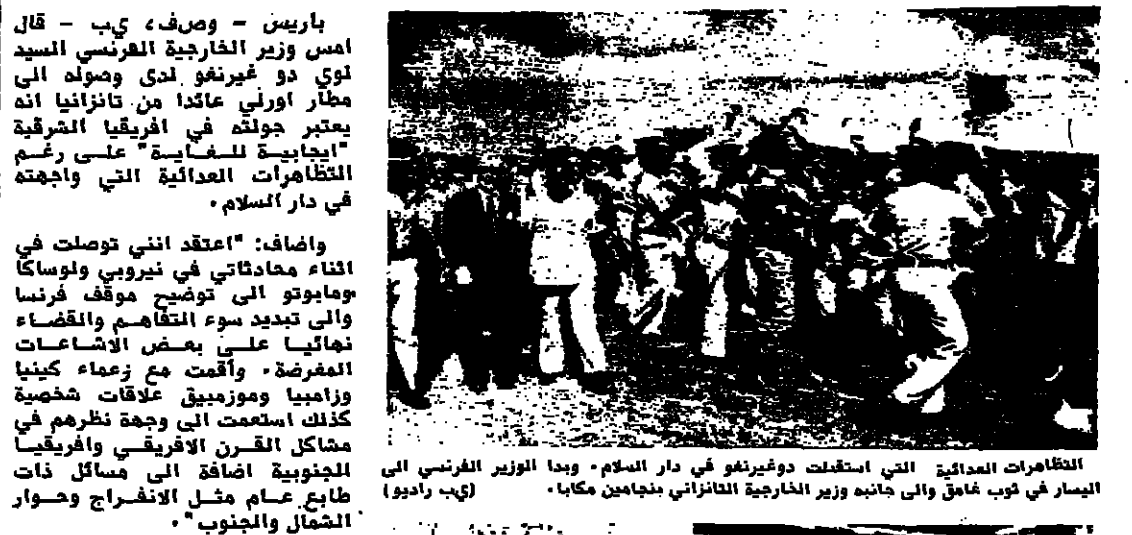 باريس - وصف، يب - قال
امس وزير الخارجية الفرنسي السيد
لوي دو غيرنغو لدى وصوله الى
مطار اورلي عائدا من تانزانيا انه
يعتبر جولته في افريقيا الشرقية
"ايجابية للغاية" على رغم
التظاهرات العدائية التي واجهته
في دار السلام.
واضاف: "اعتقد انني توصلت في
اثناء محادثاتي في نيروبي ولوساكا
ومابوتو الى توضيح موقف فرنسا
والى تبديد سوء التفاهم والقضاء
نهائيا على بعض الاشاعات
المغرضة. وأقمت مع زعماء كينيا
وزامبيا وموزمبيق علاقات شخصية
كذلك استعمت الى وجهة نظرهم في
مشاكل القرن الافريقي وافريقيا
الجنوبية اضافة الى مسائل ذات
طابع عام مثل الانفراج وحوار
الشمال والجنوب".
التظاهرات العدائية التي استقبلت دوغيرنغو في دار السلام. وبدا الوزير الفرنسي الى
اليسار في ثوب غامق والى جانبه وزير الخارجية التانزاني بنجامين مكابا. (يب راديو)